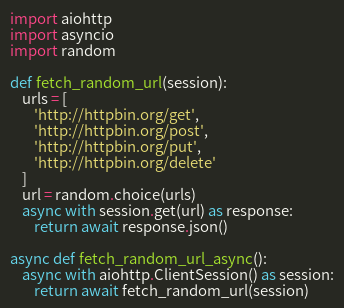 import aiohttp
import asyncio
import random

def fetch_random_url(session):
    urls = [
        'http://httpbin.org/get',
        'http://httpbin.org/post',
        'http://httpbin.org/put',
        'http://httpbin.org/delete'
    ]
    url = random.choice(urls)
    async with session.get(url) as response:
        return await response.json()

async def fetch_random_url_async():
    async with aiohttp.ClientSession() as session:
        return await fetch_random_url(session)